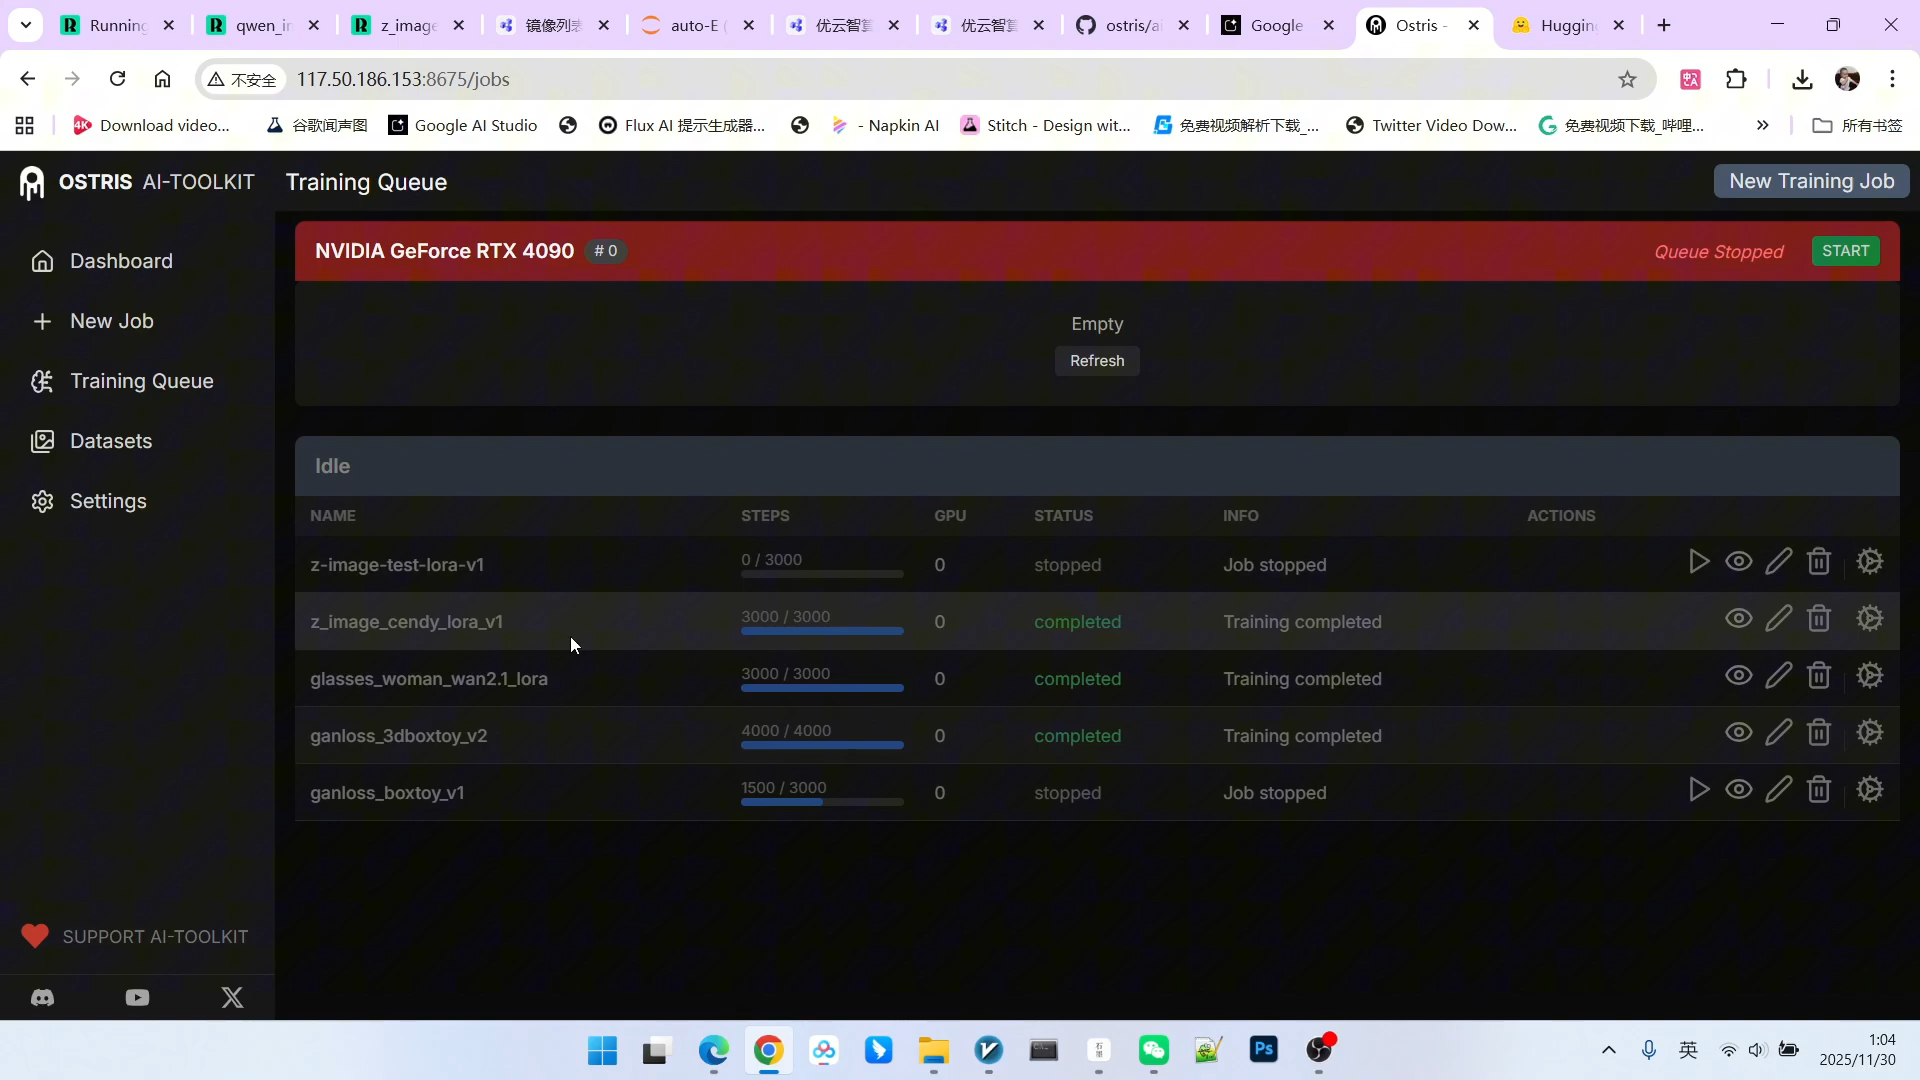 Running
qwen_i
z_image
镜像列
auto-E (
优云智
优云智
ostris/ai
Google
Ostris -
Huggin
不安全
117.50.186.153:8675/jobs
Download video...
谷歌闻声图
Google AI Studio
Flux AI 提示生成器...
- Napkin AI
Stitch - Design wit...
免费视频解析下载_...
Twitter Video Dow...
免费视频下载_哔哩...
所有书签
OSTRIS AI-TOOLKIT
Training Queue
New Training Job
Dashboard
New Job
Training Queue
Datasets
Settings
SUPPORT AI-TOOLKIT
NVIDIA GeForce RTX 4090 # 0
Queue Stopped
START
Empty
Refresh
Idle
NAME STEPS GPU STATUS INFO ACTIONS
z-image-test-lora-v1 0 / 3000 0 stopped Job stopped
z_image_cendy_lora_v1 3000 / 3000 0 completed Training completed
glasses_woman_wan2.1_lora 3000 / 3000 0 completed Training completed
ganloss_3dboxtoy_v2 4000 / 4000 0 completed Training completed
ganloss_boxtoy_v1 1500 / 3000 0 stopped Job stopped
石墨
Ps
英
1:04
2025/11/30